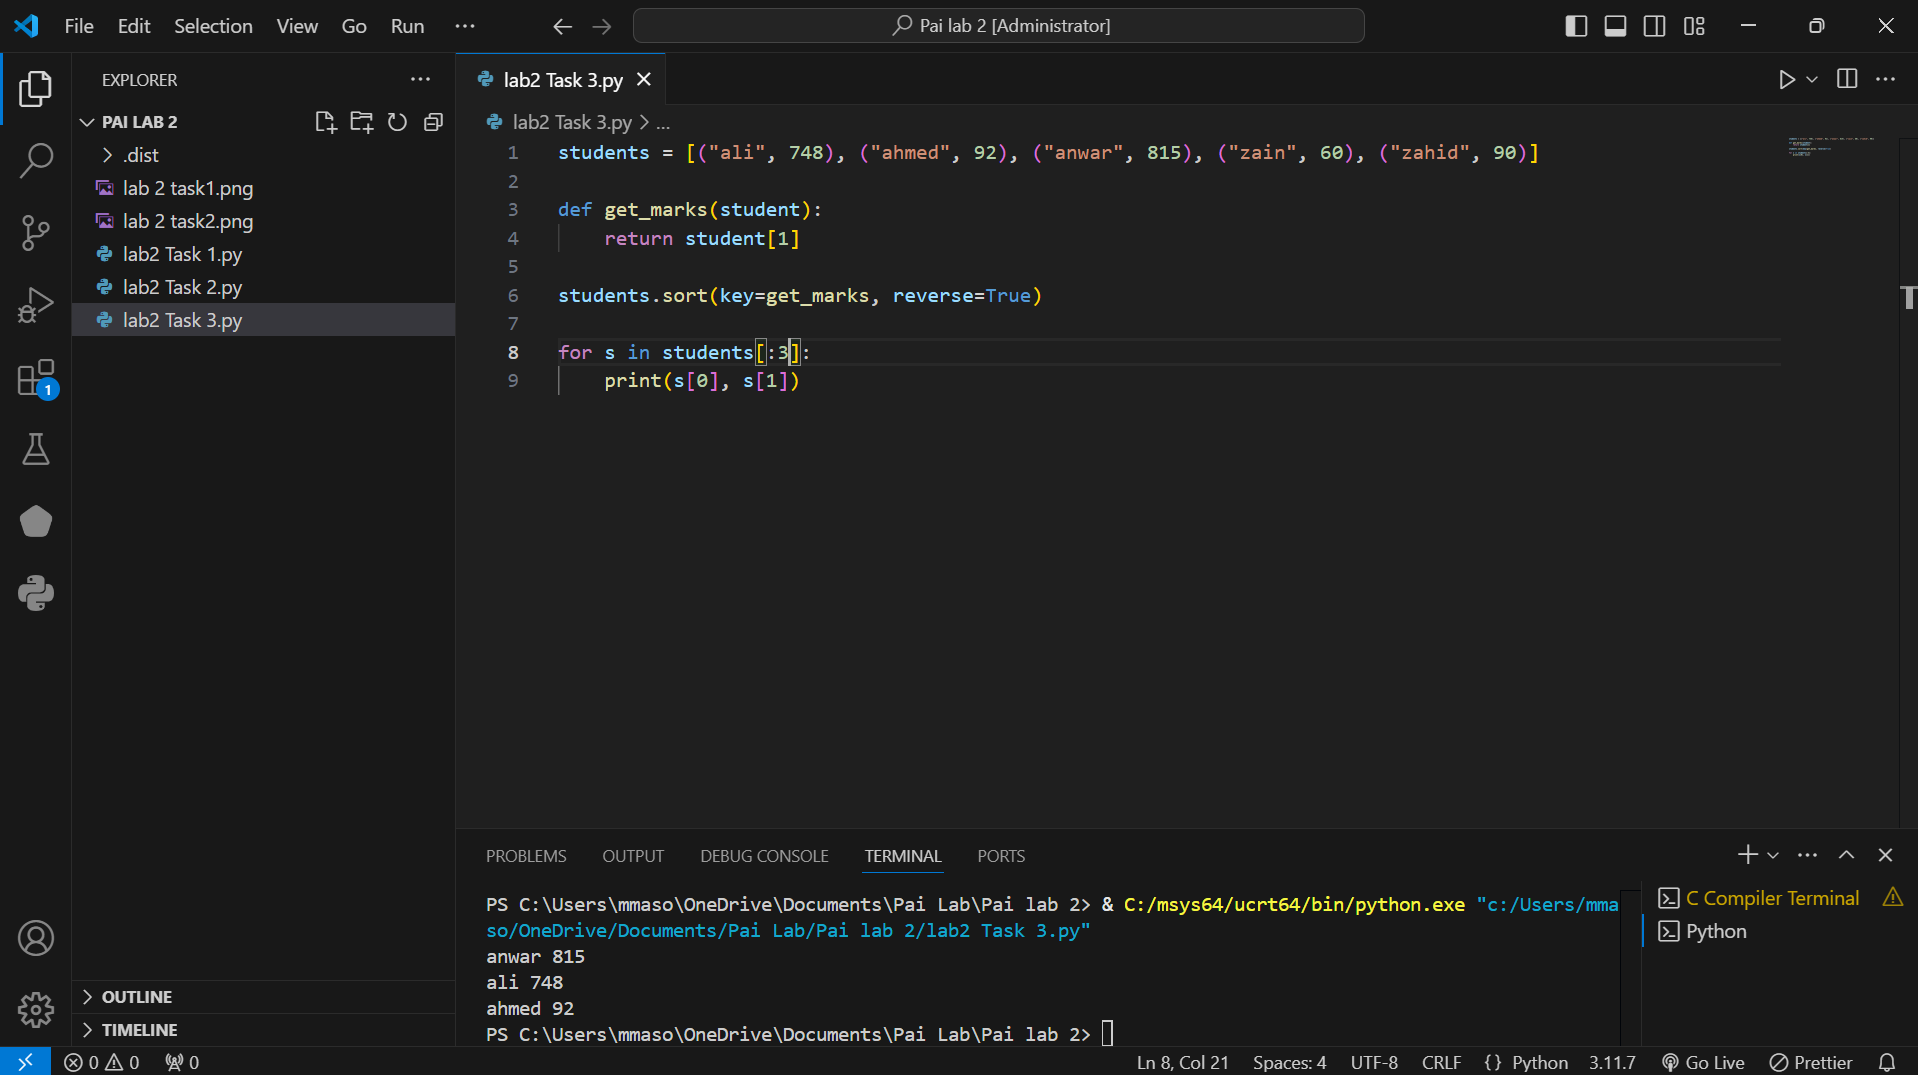 File Edit Selection View Go Run ··· Pai lab 2 [Administrator]
EXPLORER
PAI LAB 2
.dist
lab 2 task1.png
lab 2 task2.png
lab2 Task 1.py
lab2 Task 2.py
lab2 Task 3.py
1
OUTLINE
TIMELINE
lab2 Task 3.py
lab2 Task 3.py > ...
1 students = [("ali", 748), ("ahmed", 92), ("anwar", 815), ("zain", 60), ("zahid", 90)]
2
3 def get_marks(student):
4     return student[1]
5
6 students.sort(key=get_marks, reverse=True)
7
8 for s in students[:3]:
9     print(s[0], s[1])
PROBLEMS OUTPUT DEBUG CONSOLE TERMINAL PORTS
PS C:\Users\mmaso\OneDrive\Documents\Pai Lab\Pai lab 2> & C:/msys64/ucrt64/bin/python.exe "c:/Users/mma
so/OneDrive/Documents/Pai Lab/Pai lab 2/lab2 Task 3.py"
anwar 815
ali 748
ahmed 92
PS C:\Users\mmaso\OneDrive\Documents\Pai Lab\Pai lab 2>
C Compiler Terminal
Python
0 0 0 Ln 8, Col 21 Spaces: 4 UTF-8 CRLF {} Python 3.11.7 Go Live Prettier